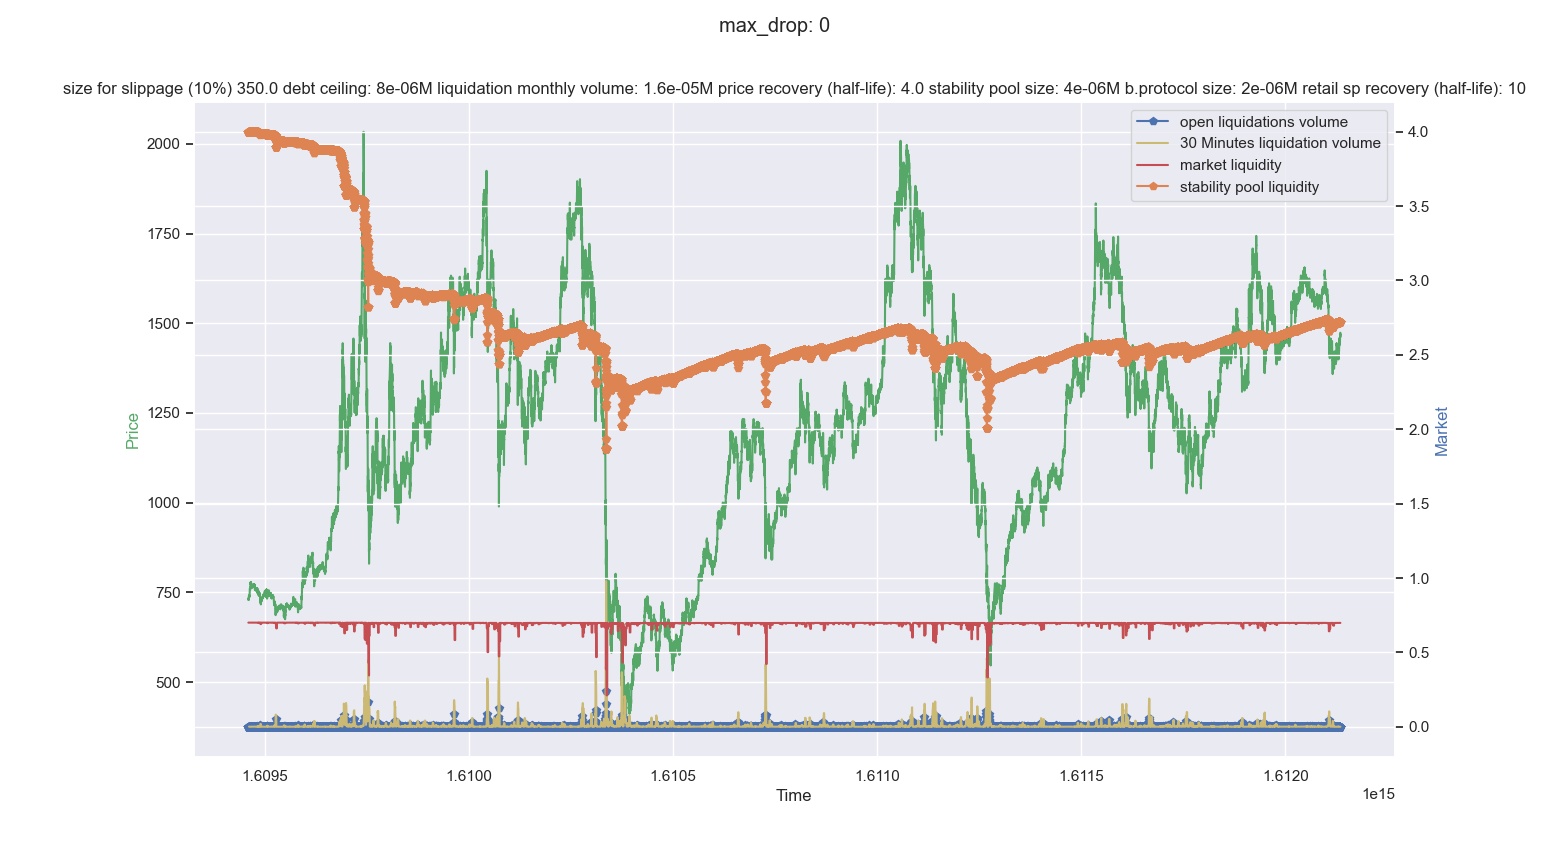 max_drop: 0
size for slippage (10%) 350.0 debt ceiling: 8e-06M liquidation monthly volume: 1.6e-05M price recovery (half-life): 4.0 stability pool size: 4e-06M b.protocol size: 2e-06M retail sp recovery (half-life): 10
open liquidations volume
30 Minutes liquidation volume
market liquidity
stability pool liquidity
2000
1750
1500
1250
1000
750
500
Price
4.0
3.5
3.0
2.5
2.0
1.5
1.0
0.5
0.0
Market
1.6095 1.6100 1.6105 1.6110 1.6115 1.6120
Time
1e15